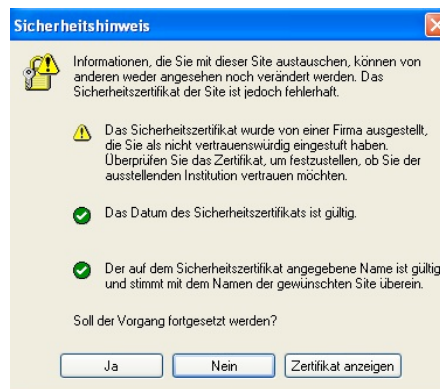 Sicherheitshinweis
Informationen, die Sie mit dieser Site austauschen, können von
anderen weder angesehen noch verändert werden. Das
Sicherheitszertifikat der Site ist jedoch fehlerhaft.
Das Sicherheitszertifikat wurde von einer Firma ausgestellt,
die Sie als nicht vertrauenswürdig eingestuft haben.
Überprüfen Sie das Zertifikat, um festzustellen, ob Sie der
ausstellenden Institution vertrauen möchten.
Das Datum des Sicherheitszertifikats ist gültig.
Der auf dem Sicherheitszertifikat angegebene Name ist gültig
und stimmt mit dem Namen der gewünschten Site überein.
Soll der Vorgang fortgesetzt werden?
Ja Nein Zertifikat anzeigen